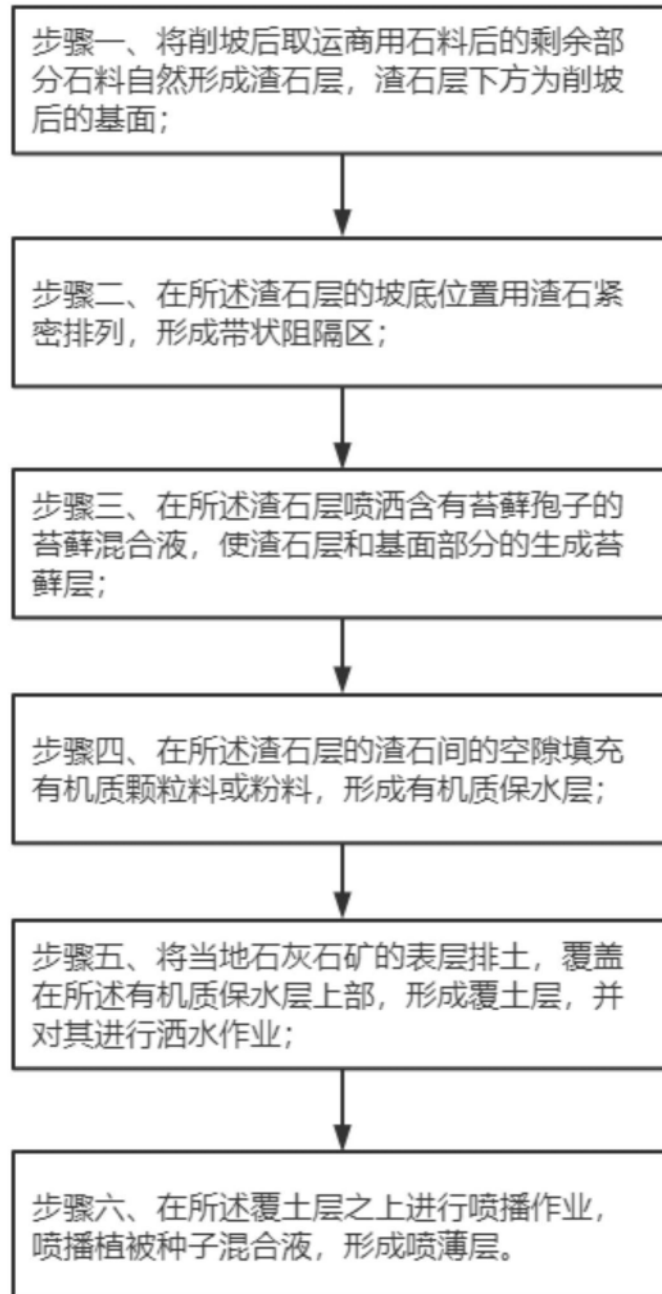 步骤一、将削坡后取运商用石料后的剩余部
分石料自然形成渣石层，渣石层下方为削坡
后的基面；
步骤二、在所述渣石层的坡底位置用渣石紧
密排列，形成带状阻隔区；
步骤三、在所述渣石层喷洒含有苔藓孢子的
苔藓混合液，使渣石层和基面部分的生成苔
藓层；
步骤四、在所述渣石层的渣石间的空隙填充
有机质颗粒料或粉料，形成有机质保水层；
步骤五、将当地石灰石矿的表层排土，覆盖
在所述有机质保水层上部，形成覆土层，并
对其进行洒水作业；
步骤六、在所述覆土层之上进行喷播作业，
喷播植被种子混合液，形成喷薄层。